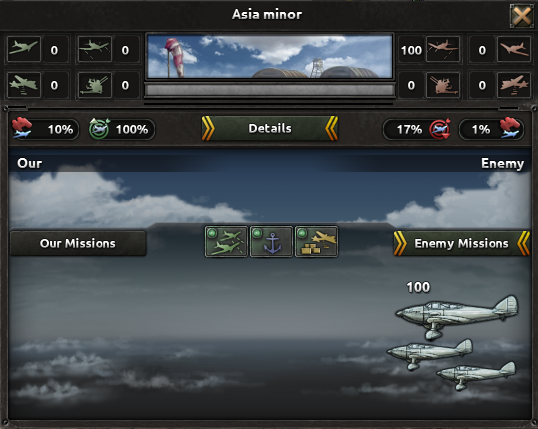 Asia minor
0 0 100 0
0 0 0 0
10% 100% Details 17% 1%
Our Enemy
Our Missions Enemy Missions
100